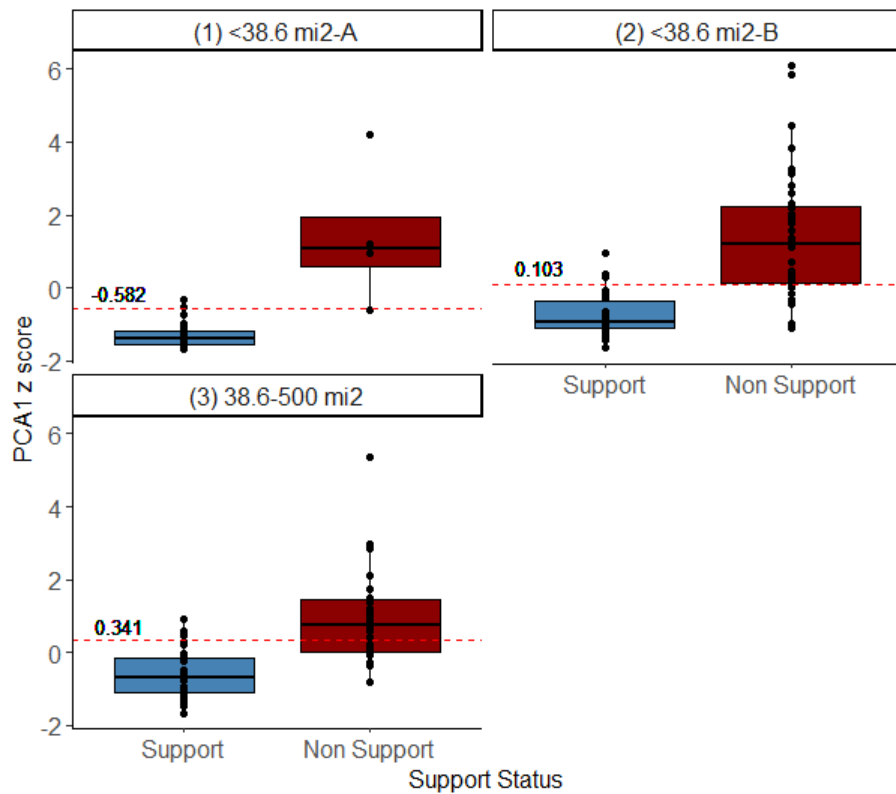 (1) <38.6 mi2-A
(2) <38.6 mi2-B
6
4
2
0
-2
-0.582
0.103
Support
Non Support
(3) 38.6-500 mi2
6
4
2
0
-2
0.341
Support
Non Support
PCA1 z score
Support Status